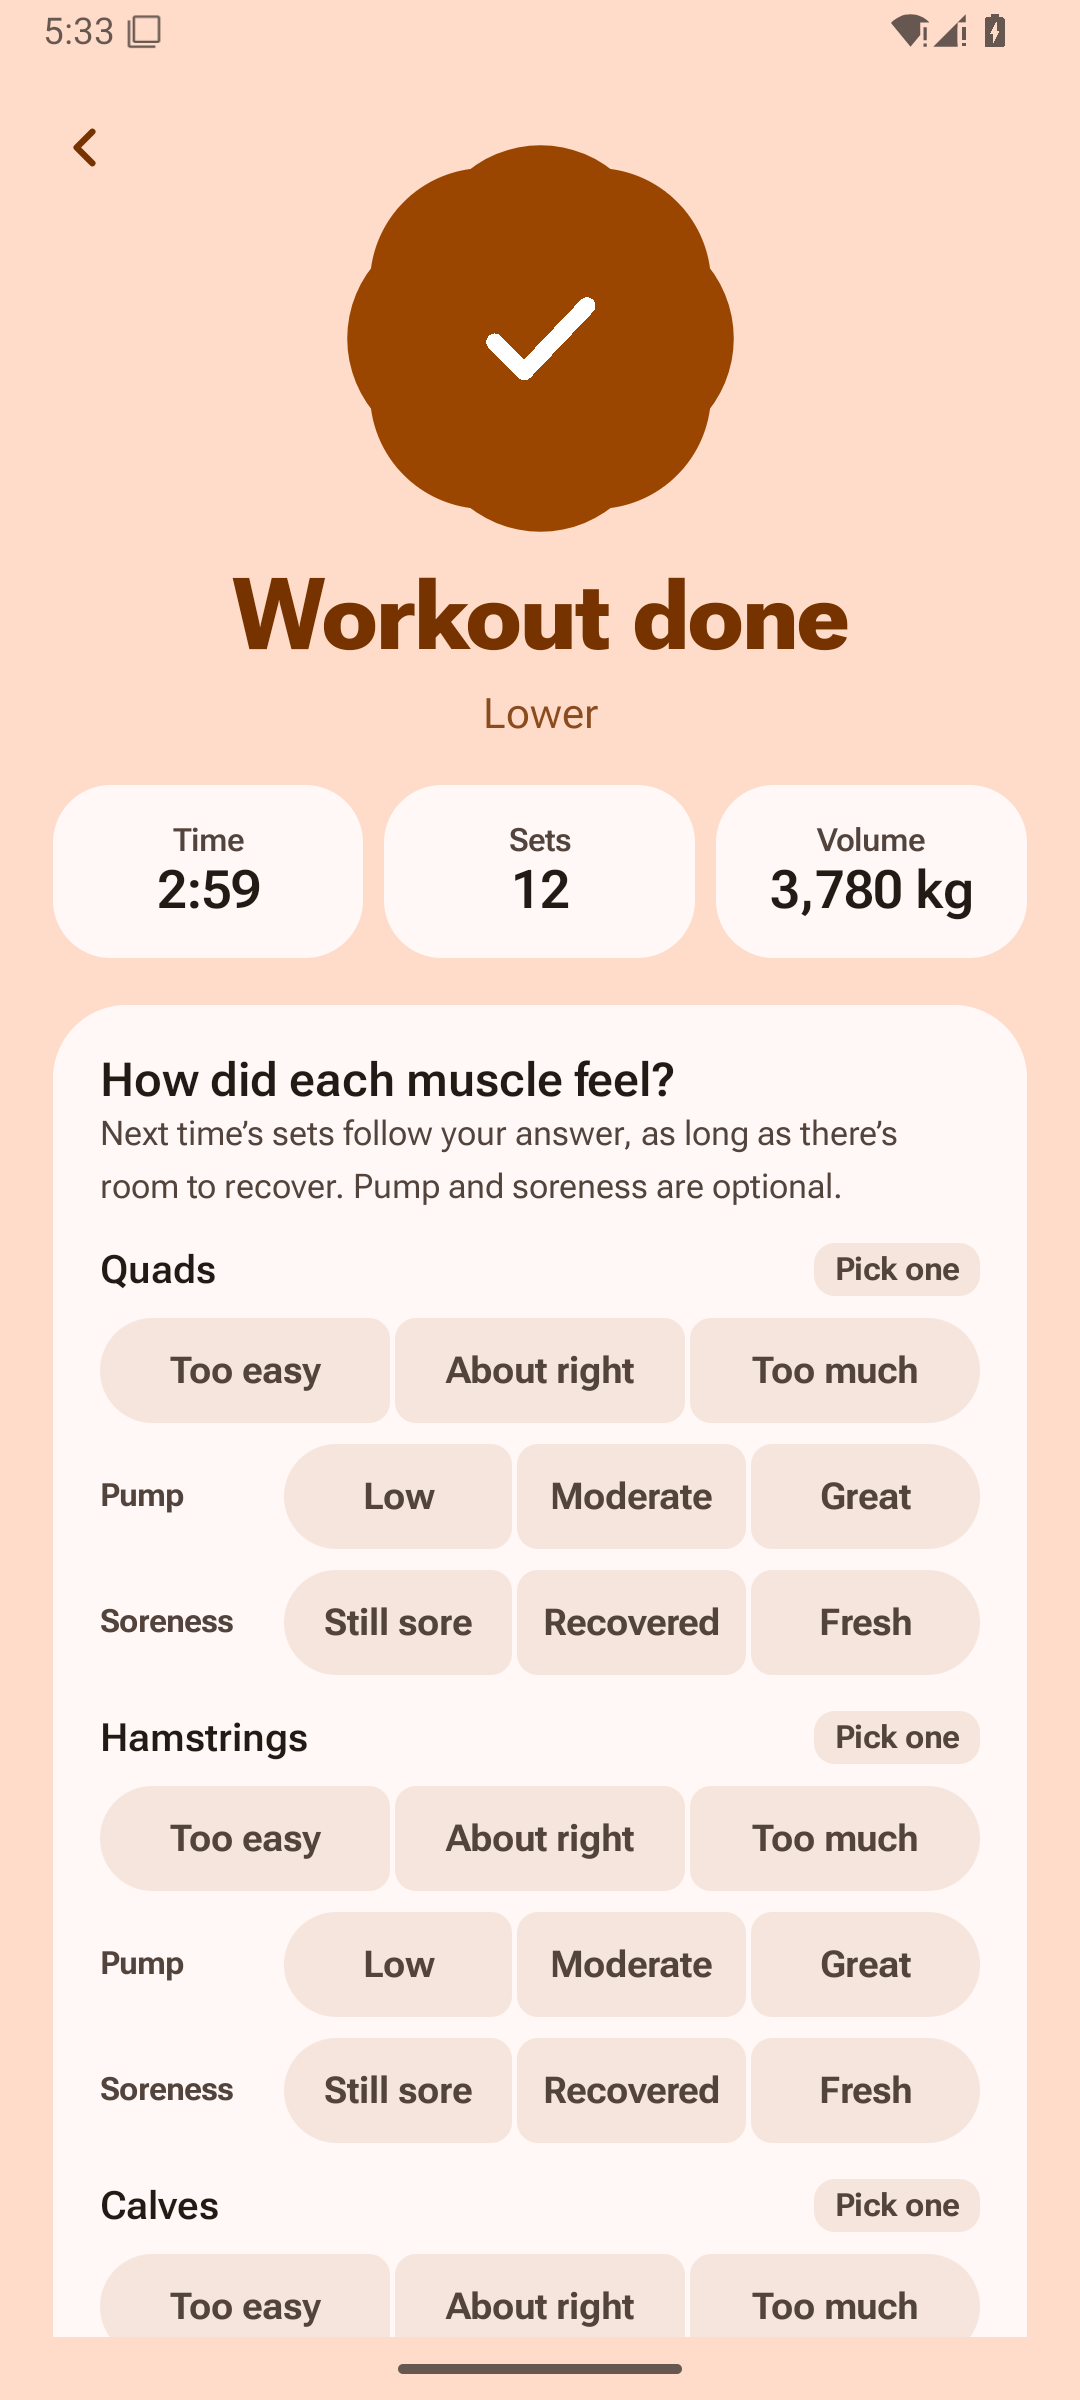 5:33
Workout done
Lower
Time
2:59
Sets
12
Volume
3,780 kg
How did each muscle feel?
Next time’s sets follow your answer, as long as there’s
room to recover. Pump and soreness are optional.
Quads
Pick one
Too easy
About right
Too much
Pump
Low
Moderate
Great
Soreness
Still sore
Recovered
Fresh
Hamstrings
Pick one
Too easy
About right
Too much
Pump
Low
Moderate
Great
Soreness
Still sore
Recovered
Fresh
Calves
Pick one
Too easy
About right
Too much